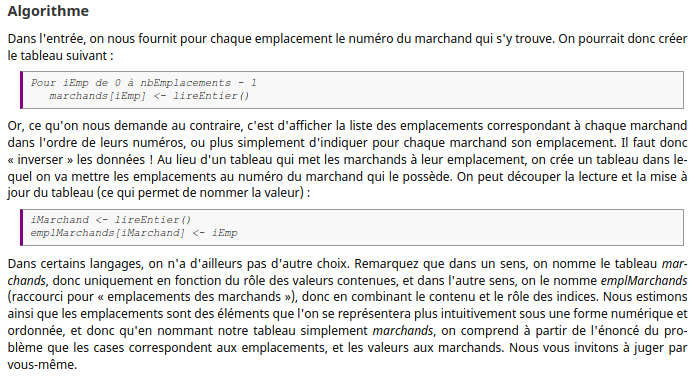 Algorithme
Dans l'entrée, on nous fournit pour chaque emplacement le numéro du marchand qui s'y trouve. On pourrait donc créer
le tableau suivant :
Pour iEmp de 0 à nbEmplacements - 1
marchands[iEmp] <- lireEntier()
Or, ce qu'on nous demande au contraire, c'est d'afficher la liste des emplacements correspondant à chaque marchand
dans l'ordre de leurs numéros, ou plus simplement d'indiquer pour chaque marchand son emplacement. Il faut donc
« inverser » les données ! Au lieu d'un tableau qui met les marchands à leur emplacement, on crée un tableau dans le-
quel on va mettre les emplacements au numéro du marchand qui le possède. On peut découper la lecture et la mise à
jour du tableau (ce qui permet de nommer la valeur) :
iMarchand <- lireEntier()
emplMarchands[iMarchand] <- iEmp
Dans certains langages, on n'a d'ailleurs pas d'autre choix. Remarquez que dans un sens, on nomme le tableau mar-
chands, donc uniquement en fonction du rôle des valeurs contenues, et dans l'autre sens, on le nomme emplMarchands
(raccourci pour « emplacements des marchands »), donc en combinant le contenu et le rôle des indices. Nous estimons
ainsi que les emplacements sont des éléments que l'on se représentera plus intuitivement sous une forme numérique et
ordonnée, et donc qu'en nommant notre tableau simplement marchands, on comprend à partir de l'énoncé du pro-
blème que les cases correspondent aux emplacements, et les valeurs aux marchands. Nous vous invitons à juger par
vous-même.